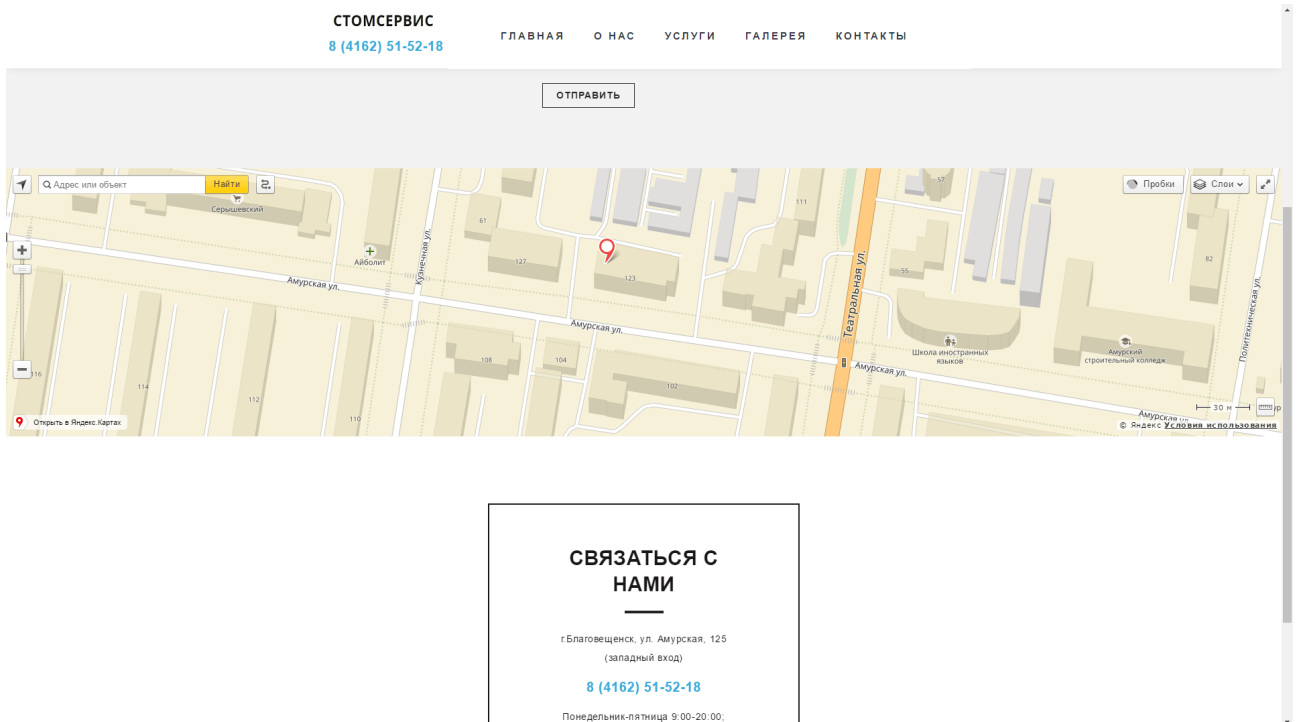 СТОМСЕРВИС
8 (4162) 51-52-18
ГЛАВНАЯ О НАС УСЛУГИ ГАЛЕРЕЯ КОНТАКТЫ
ОТПРАВИТЬ
Адрес или объект Найти
Пробки Слои
57
Серышевский
111
61
Кузнечная ул.
Айболит
127
123
Театральная ул.
55
82
Политехническая ул.
Амурская ул.
Амурская ул.
Школа иностранных
языков
Амурский
строительный колледж
108
104
Амурская ул.
116
114
102
112
110
30 м
Амурская ул.
Открыть в Яндекс.Картах
© Яндекс Условия использования
СВЯЗАТЬСЯ С
НАМИ
г.Благовещенск, ул. Амурская, 125
(западный вход)
8 (4162) 51-52-18
Понедельник-пятница 9:00-20:00;